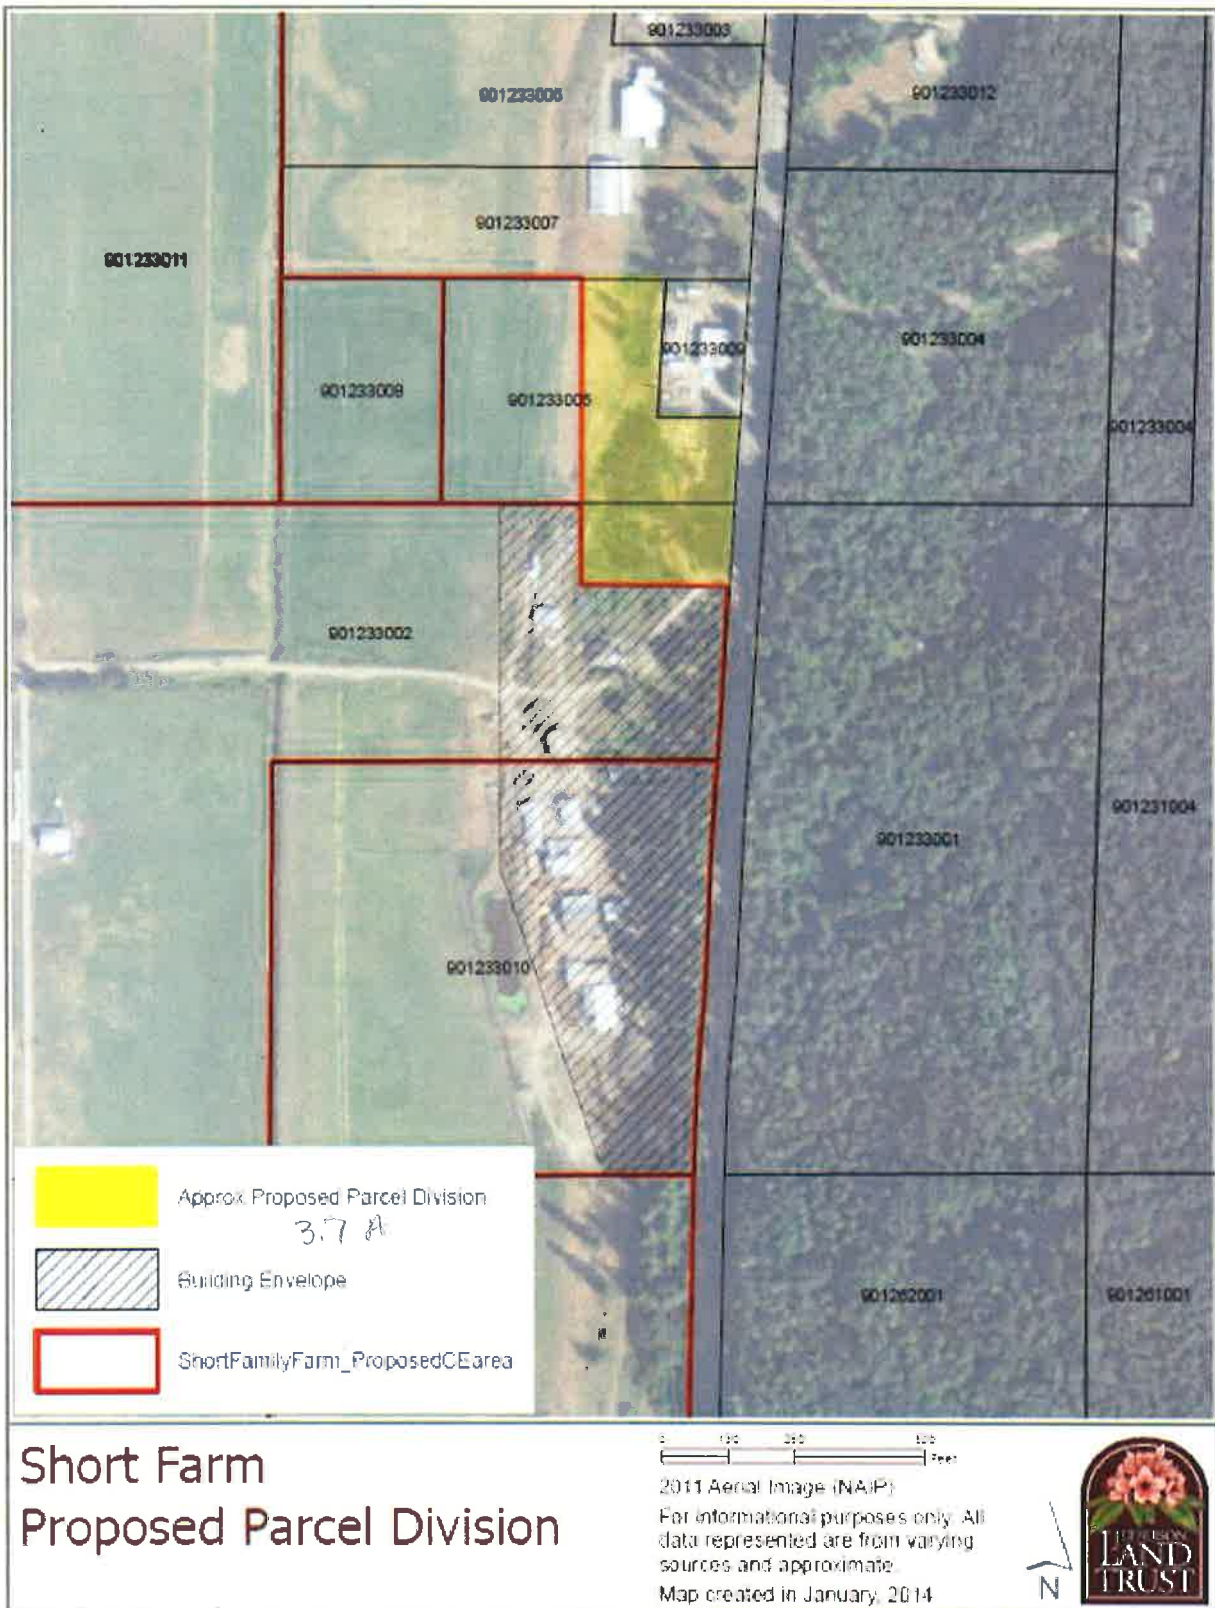 901233003
901233006
901233012
901233007
901233011
901233009
901233004
901233008
901233005
901233004
901233002
901231004
901233001
901233010
Approx Proposed Parcel Division
3.7 A
Building Envelope
901262001
901261001
ShortFamilyFarm_ProposedCEarea
Short Farm
Proposed Parcel Division
Feet
2011 Aerial Image (NAIP)
For informational purposes only. All
data represented are from varying
sources and approximate.
Map created in January, 2014
N
JEFFERSON
LAND
TRUST